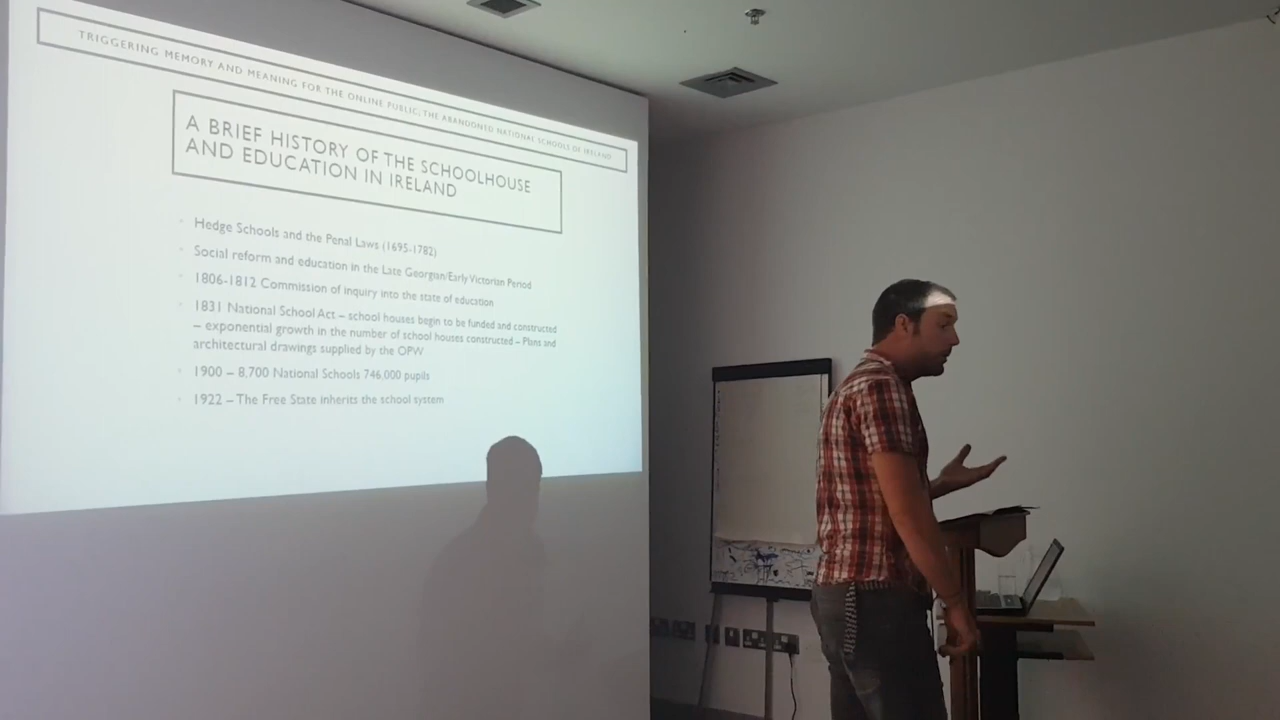 TRIGGERING MEMORY AND MEANING FOR THE ONLINE PUBLIC; THE ABANDONED NATIONAL SCHOOLS OF IRELAND
A BRIEF HISTORY OF THE SCHOOLHOUSE
AND EDUCATION IN IRELAND
Hedge Schools and the Penal Laws (1695-1782)
Social reform and education in the Late Georgian/Early Victorian Period
1806-1812 Commission of inquiry into the state of education
1831 National School Act – school houses begin to be funded and constructed
– exponential growth in the number of school houses constructed – Plans and
architectural drawings supplied by the OPW
1900 – 8,700 National Schools 746,000 pupils
1922 – The Free State inherits the school system